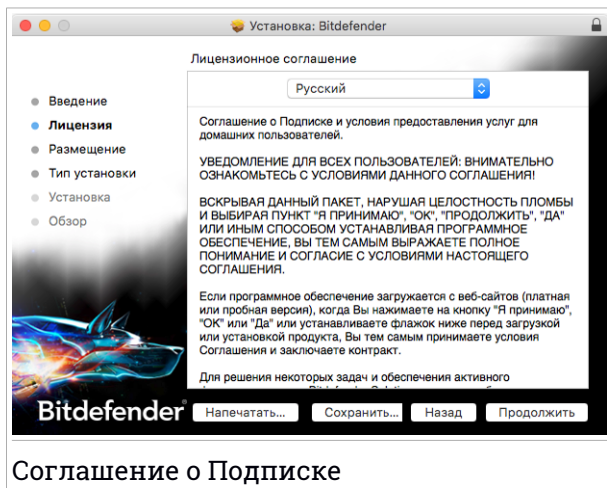 Установка: Bitdefender
Лицензионное соглашение
Русский
Введение
Лицензия
Размещение
Тип установки
Установка
Обзор
Соглашение о Подписке и условия предоставления услуг для
домашних пользователей.
УВЕДОМЛЕНИЕ ДЛЯ ВСЕХ ПОЛЬЗОВАТЕЛЕЙ: ВНИМАТЕЛЬНО
ОЗНАКОМЬТЕСЬ С УСЛОВИЯМИ ДАННОГО СОГЛАШЕНИЯ!
ВСКРЫВАЯ ДАННЫЙ ПАКЕТ, НАРУШАЯ ЦЕЛОСТНОСТЬ ПЛОМБЫ
И ВЫБИРАЯ ПУНКТ "Я ПРИНИМАЮ", "ОК", "ПРОДОЛЖИТЬ", "ДА"
ИЛИ ИНЫМ СПОСОБОМ УСТАНАВЛИВАЯ ПРОГРАММНОЕ
ОБЕСПЕЧЕНИЕ, ВЫ ТЕМ САМЫМ ВЫРАЖАЕТЕ ПОЛНОЕ
ПОНИМАНИЕ И СОГЛАСИЕ С УСЛОВИЯМИ НАСТОЯЩЕГО
СОГЛАШЕНИЯ.
Если программное обеспечение загружается с веб-сайтов (платная
или пробная версия), когда Вы нажимаете на кнопку "Я принимаю",
"ОК" или "Да" или устанавливаете флажок ниже перед загрузкой
или установкой продукта, Вы тем самым принимаете условия
Соглашения и заключаете контракт.
Для решения некоторых задач и обеспечения активного
Bitdefender
Напечатать...
Сохранить...
Назад
Продолжить
Соглашение о Подписке